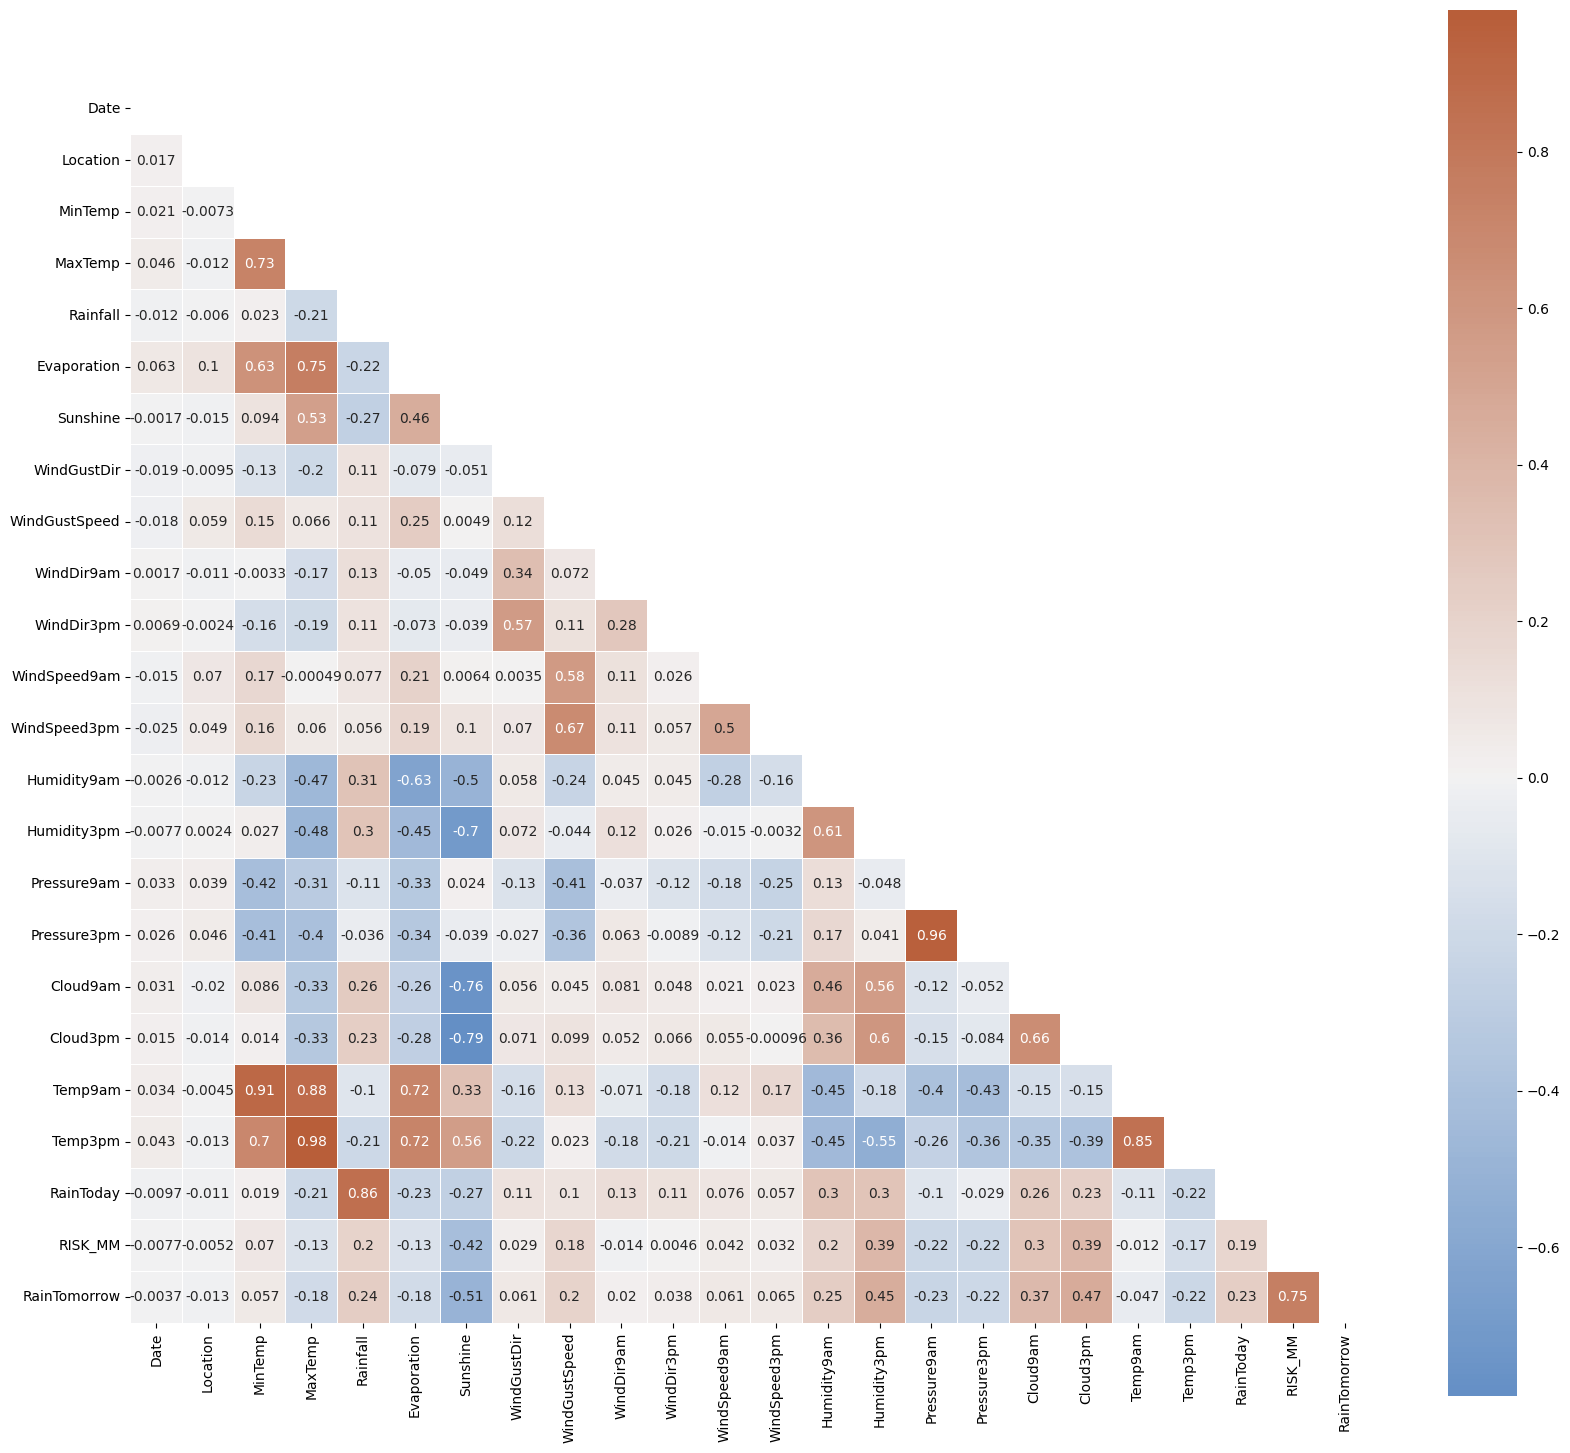 Date
Location 0.017
MinTemp 0.021 -0.0073
MaxTemp 0.046 -0.012 0.73
Rainfall -0.012 -0.006 0.023 -0.21
Evaporation 0.063 0.1 0.63 0.75 -0.22
Sunshine -0.0017 -0.015 0.094 0.53 -0.27 0.46
WindGustDir -0.019 -0.0095 -0.13 -0.2 0.11 -0.079 -0.051
WindGustSpeed -0.018 0.059 0.15 0.066 0.11 0.25 0.0049 0.12
WindDir9am 0.0017 -0.011 -0.0033 -0.17 0.13 -0.05 -0.049 0.34 0.072
WindDir3pm 0.0069 -0.0024 -0.16 -0.19 0.11 -0.073 -0.039 0.57 0.11 0.28
WindSpeed9am -0.015 0.07 0.17 -0.00049 0.077 0.21 0.0064 0.0035 0.58 0.11 0.026
WindSpeed3pm -0.025 0.049 0.16 0.06 0.056 0.19 0.1 0.07 0.67 0.11 0.057 0.5
Humidity9am -0.0026 -0.012 -0.23 -0.47 0.31 -0.63 -0.5 0.058 -0.24 0.045 0.045 -0.28 -0.16
Humidity3pm -0.0077 0.0024 0.027 -0.48 0.3 -0.45 -0.7 0.072 -0.044 0.12 0.026 -0.015 -0.0032 0.61
Pressure9am 0.033 0.039 -0.42 -0.31 -0.11 -0.33 0.024 -0.13 -0.41 -0.037 -0.12 -0.18 -0.25 0.13 -0.048
Pressure3pm 0.026 0.046 -0.41 -0.4 -0.036 -0.34 -0.039 -0.027 -0.36 0.063 -0.0089 -0.12 -0.21 0.17 0.041 0.96
Cloud9am 0.031 -0.02 0.086 -0.33 0.26 -0.26 -0.76 0.056 0.045 0.081 0.048 0.021 0.023 0.46 0.56 -0.12 -0.052
Cloud3pm 0.015 -0.014 0.014 -0.33 0.23 -0.28 -0.79 0.071 0.099 0.052 0.066 0.055 -0.00096 0.36 0.6 -0.15 -0.084 0.66
Temp9am 0.034 -0.0045 0.91 0.88 -0.1 0.72 0.33 -0.16 0.13 -0.071 -0.18 0.12 0.17 -0.45 -0.18 -0.4 -0.43 -0.15 -0.15
Temp3pm 0.043 -0.013 0.7 0.98 -0.21 0.72 0.56 -0.22 0.023 -0.18 -0.21 -0.014 0.037 -0.45 -0.55 -0.26 -0.36 -0.35 -0.39 0.85
RainToday -0.0097 -0.011 0.019 -0.21 0.86 -0.23 -0.27 0.11 0.1 0.13 0.11 0.076 0.057 0.3 0.3 -0.1 -0.029 0.26 0.23 -0.11 -0.22
RISK_MM -0.0077 -0.0052 0.07 -0.13 0.2 -0.13 -0.42 0.029 0.18 -0.014 0.0046 0.042 0.032 0.2 0.39 -0.22 -0.22 0.3 0.39 -0.012 -0.17 0.19
RainTomorrow -0.0037 -0.013 0.057 -0.18 0.24 -0.18 -0.51 0.061 0.2 0.02 0.038 0.061 0.065 0.25 0.45 -0.23 -0.22 0.37 0.47 -0.047 -0.22 0.23 0.75
Date Location MinTemp MaxTemp Rainfall Evaporation Sunshine WindGustDir WindGustSpeed WindDir9am WindDir3pm WindSpeed9am WindSpeed3pm Humidity9am Humidity3pm Pressure9am Pressure3pm Cloud9am Cloud3pm Temp9am Temp3pm RainToday RISK_MM RainTomorrow
0.8
0.6
0.4
0.2
0.0
−0.2
−0.4
−0.6